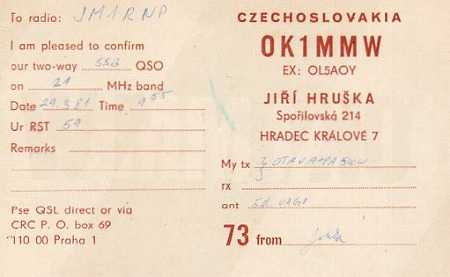 To radio: JM1RNP
I am pleased to confirm
our two-way SSB QSO
on 21 MHz band
Date 29.3.81 Time 9 55
Ur RST 59
Remarks
Pse QSL direct or via
CRC P. O. box 69
110 00 Praha 1
CZECHOSLOVAKIA
OK1MMW
EX: OL5AOY
JIŘÍ HRUŠKA
Spořilovská 214
HRADEC KRÁLOVÉ 7
My tx
rx
ant
73 from